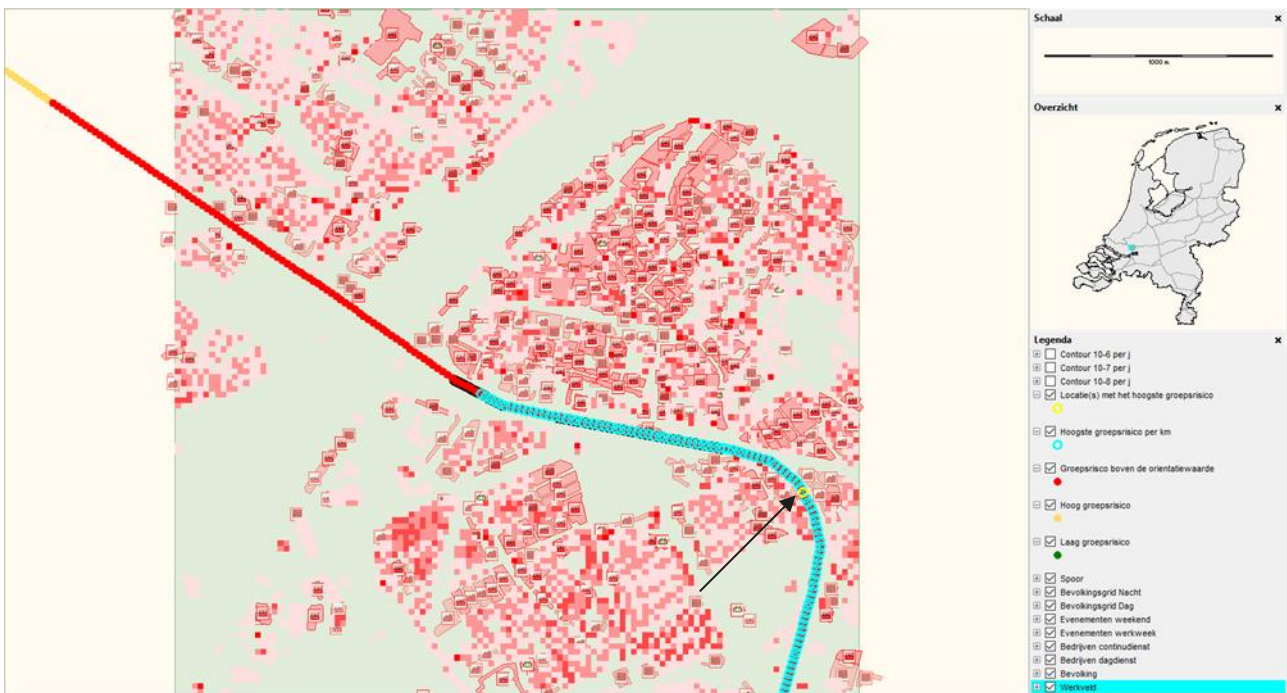 Schaal x
1000 m.
Overzicht x
Legenda x
Contour 10-6 per j
Contour 10-7 per j
Contour 10-8 per j
Locatie(s) met het hoogste groepsrisico
Hoogste groepsrisico per km
Groepsrisco boven de orientatiewaarde
Hoog groepsrisico
Laag groepsrisico
Spoor
Bevolkingsgrid Nacht
Bevolkingsgrid Dag
Evenementen weekend
Evenementen werkweek
Bedrijven continudienst
Bedrijven dagdienst
Bevolking
Werkveld